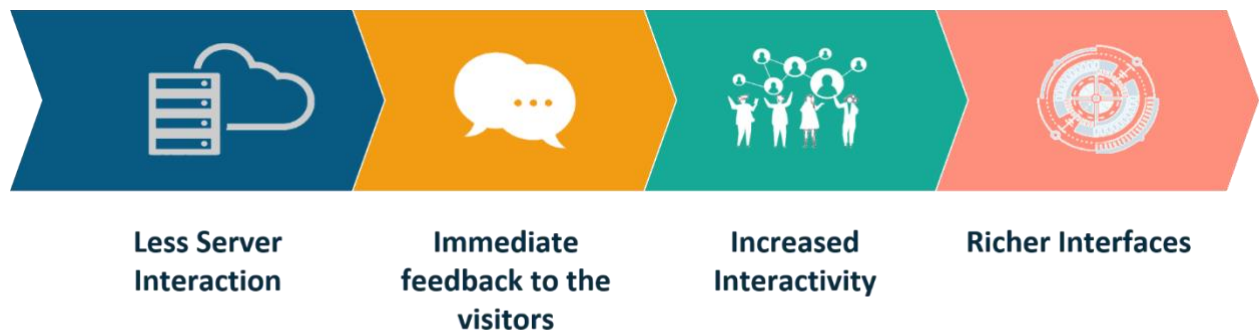 Less Server
Interaction
Immediate
feedback to the
visitors
Increased
Interactivity
Richer Interfaces